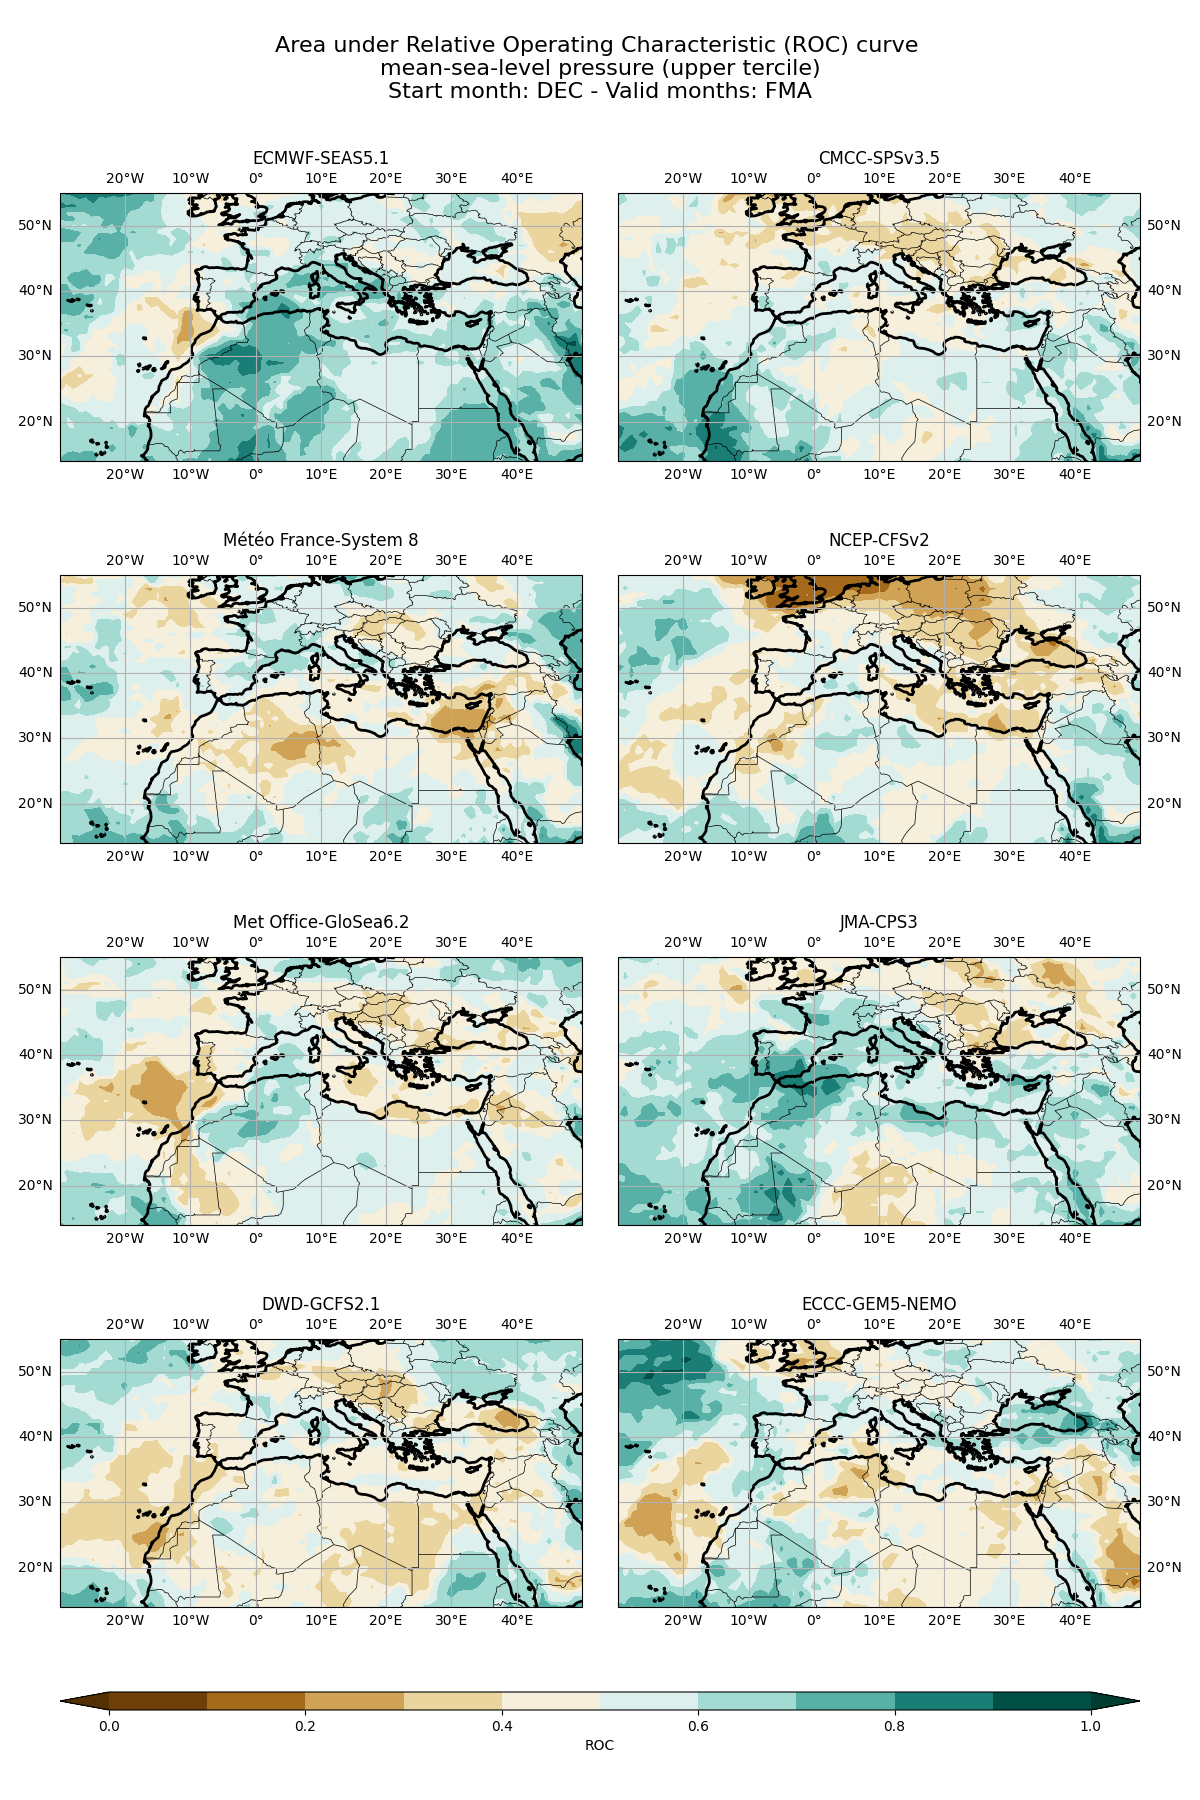 Area under Relative Operating Characteristic (ROC) curve
mean-sea-level pressure (upper tercile)
Start month: DEC - Valid months: FMA
ECMWF-SEAS5.1
20°W 10°W 0° 10°E 20°E 30°E 40°E
50°N
40°N
30°N
20°N
20°W 10°W 0° 10°E 20°E 30°E 40°E
CMCC-SPSv3.5
20°W 10°W 0° 10°E 20°E 30°E 40°E
50°N
40°N
30°N
20°N
20°W 10°W 0° 10°E 20°E 30°E 40°E
Météo France-System 8
20°W 10°W 0° 10°E 20°E 30°E 40°E
50°N
40°N
30°N
20°N
20°W 10°W 0° 10°E 20°E 30°E 40°E
NCEP-CFSv2
20°W 10°W 0° 10°E 20°E 30°E 40°E
50°N
40°N
30°N
20°N
20°W 10°W 0° 10°E 20°E 30°E 40°E
Met Office-GloSea6.2
20°W 10°W 0° 10°E 20°E 30°E 40°E
50°N
40°N
30°N
20°N
20°W 10°W 0° 10°E 20°E 30°E 40°E
JMA-CPS3
20°W 10°W 0° 10°E 20°E 30°E 40°E
50°N
40°N
30°N
20°N
20°W 10°W 0° 10°E 20°E 30°E 40°E
DWD-GCFS2.1
20°W 10°W 0° 10°E 20°E 30°E 40°E
50°N
40°N
30°N
20°N
20°W 10°W 0° 10°E 20°E 30°E 40°E
ECCC-GEM5-NEMO
20°W 10°W 0° 10°E 20°E 30°E 40°E
50°N
40°N
30°N
20°N
20°W 10°W 0° 10°E 20°E 30°E 40°E
0.0 0.2 0.4 0.6 0.8 1.0
ROC